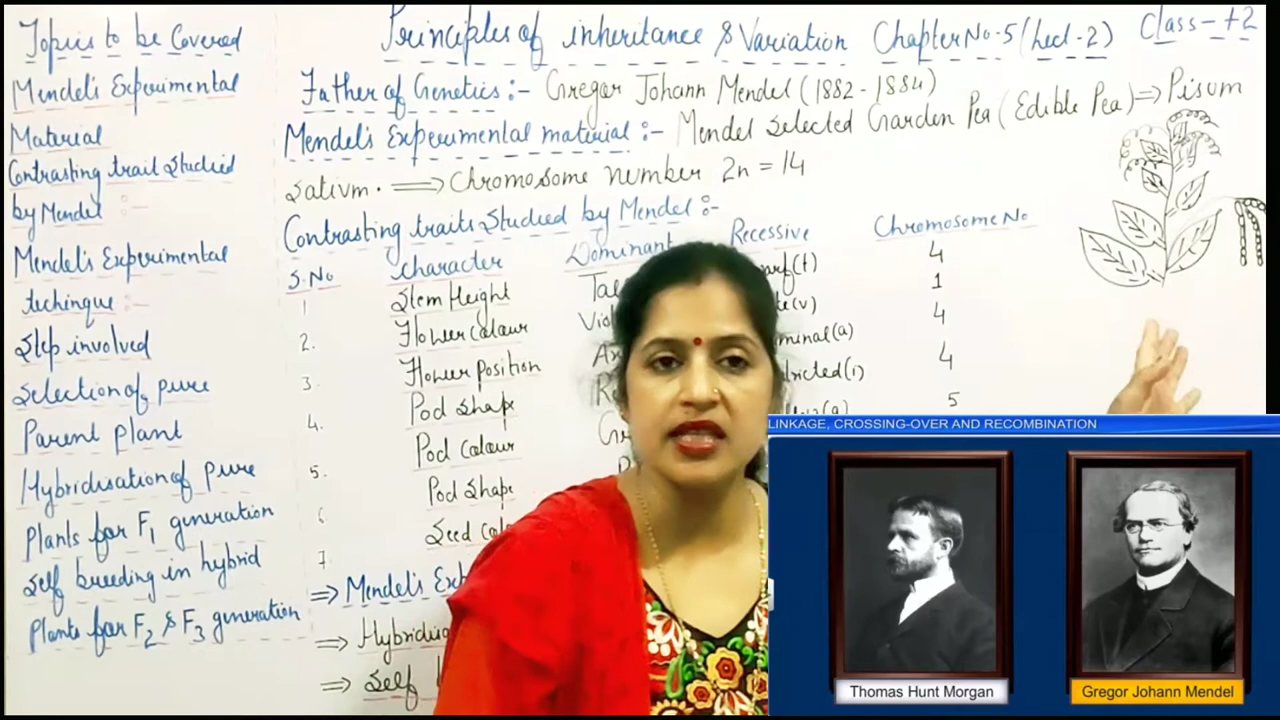 Topics to be Covered
Mendel's Experimental
Material
Contrasting trait Studied
by Mendel :-
Mendel's Experimental
techinque :-
Step involved
Selection of pure
Parent plant
Hybridisation of pure
Plants for F₁ generation
Self breeding in hybrid
Plants for F₂ & F₃ generation
Principles of inheritance & Variation Chapter No-5 (Lect-2) Class-+2
Father of Genetics :- Gregor Johann Mendel (1882-1884)
Mendel's Experimental material :- Mendel Selected Garden Pea (Edible Pea) ⇒ Pisum
Sativm. ⇒ Chromosome number 2n = 14
Contrasting traits Studied by Mendel :-
S.No Character Dominant Recessive Chromosome No
1 Stem Height (t) 4
2. Flower Colour (v) 1
3. Flower position (a) 4
4. Pod Shape 4
5. Pod Colour 5
6 Pod Shape
7 Seed
⇒ Mendel's
⇒
⇒ Self
LINKAGE, CROSSING-OVER AND RECOMBINATION
Thomas Hunt Morgan
Gregor Johann Mendel